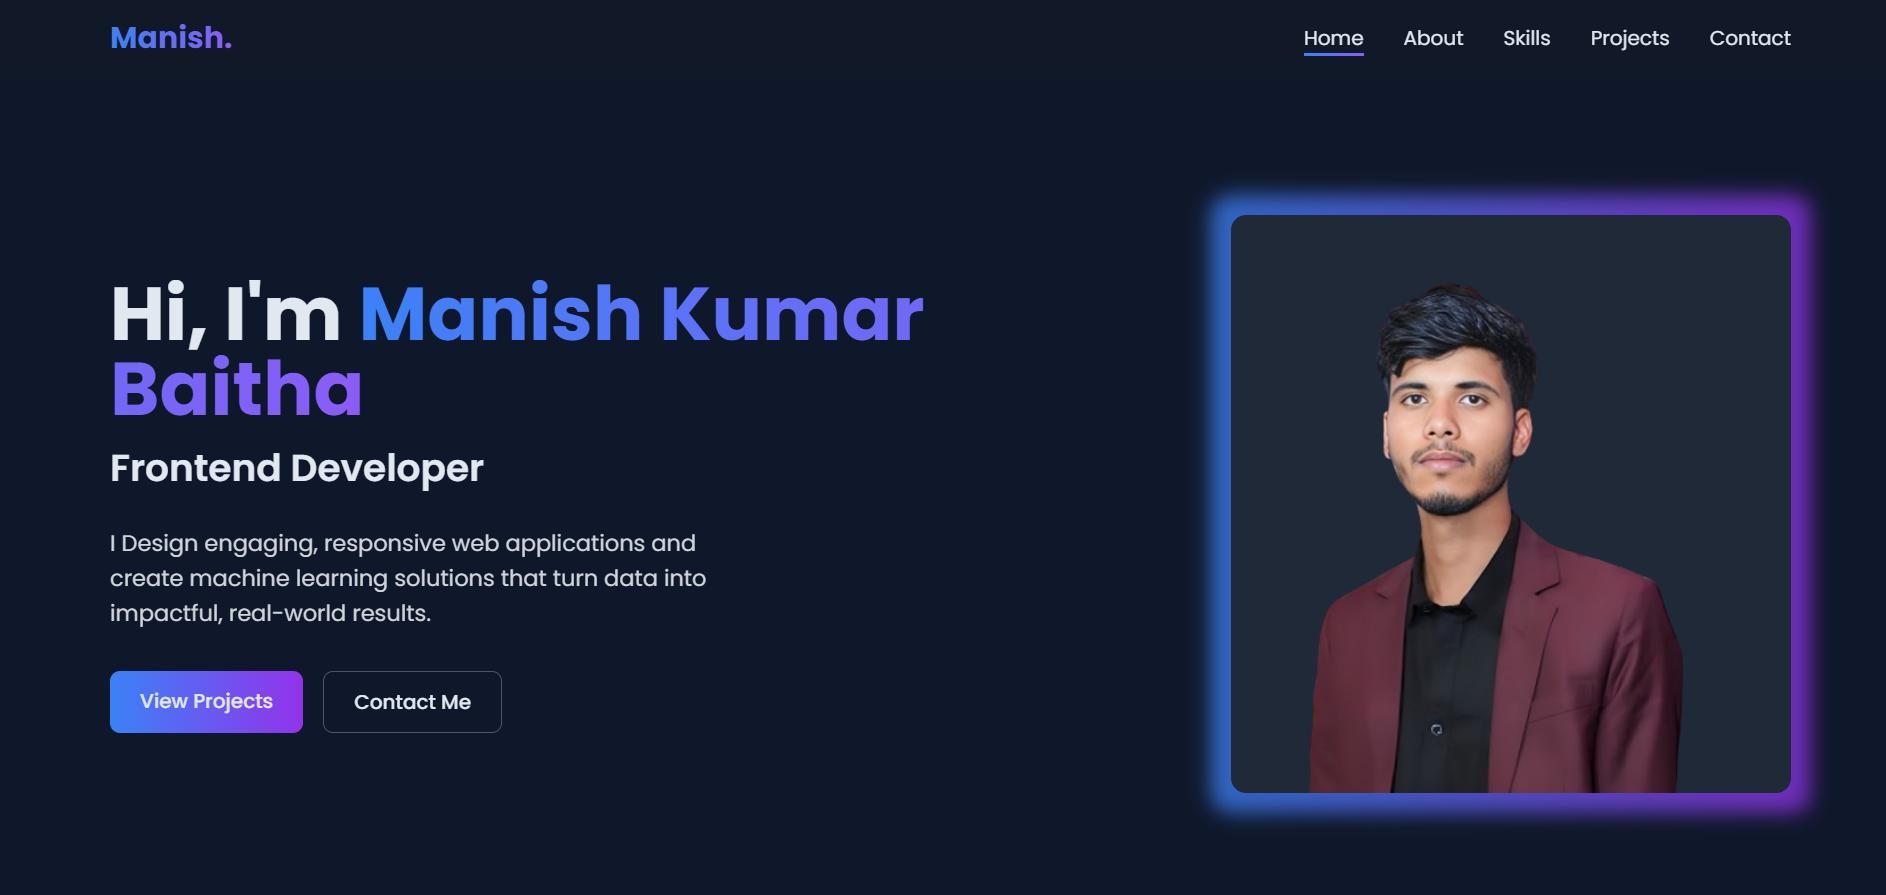 Manish.
Home About Skills Projects Contact
Hi, I'm Manish Kumar
Baitha
Frontend Developer
I Design engaging, responsive web applications and
create machine learning solutions that turn data into
impactful, real-world results.
View Projects Contact Me